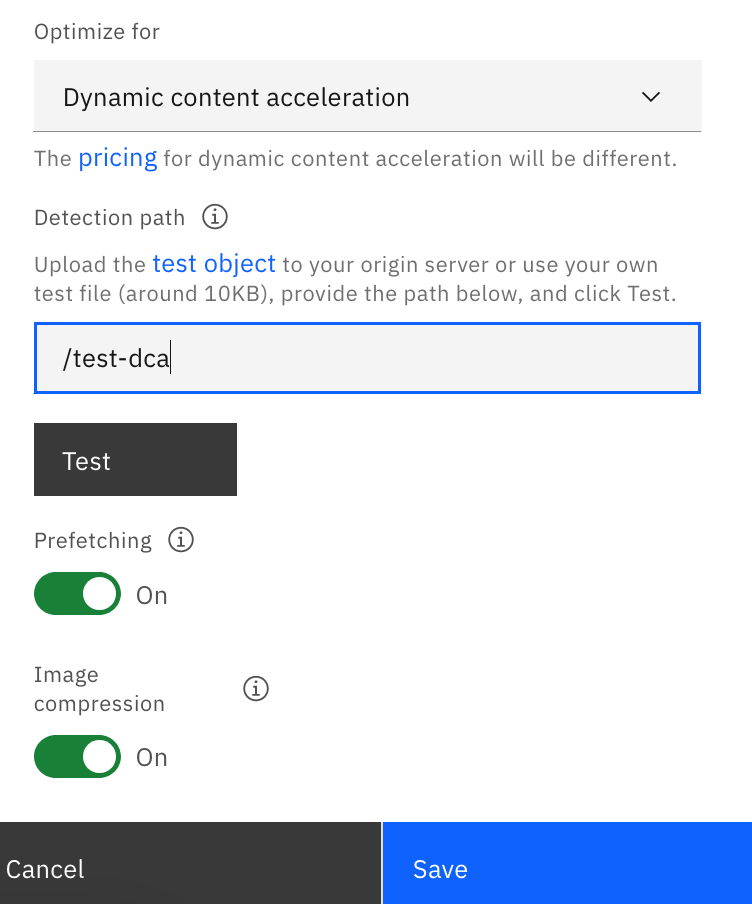 Optimize for
Dynamic content acceleration
The pricing for dynamic content acceleration will be different.
Detection path
Upload the test object to your origin server or use your own
test file (around 10KB), provide the path below, and click Test.
/test-dca
Test
Prefetching
On
Image
compression
On
Cancel
Save